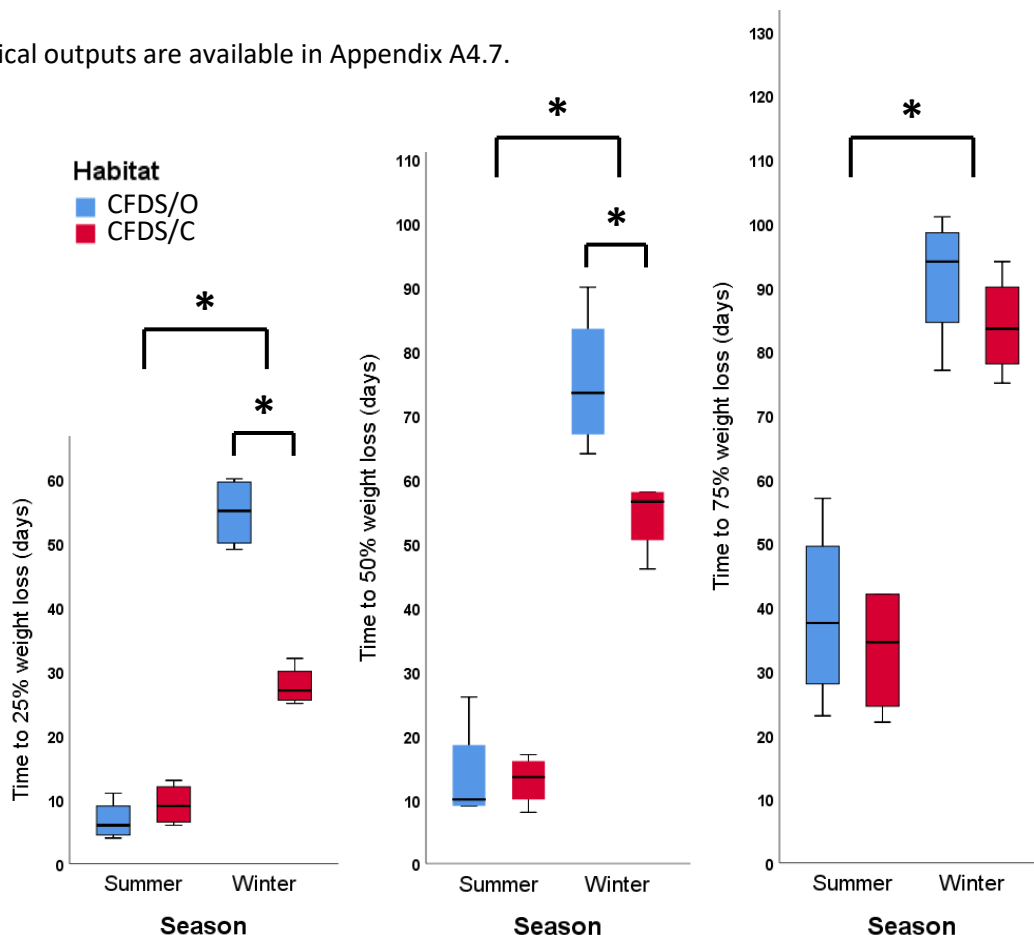 ical outputs are available in Appendix A4.7.
Habitat
CFDS/O
CFDS/C
*
*
Time to 25% weight loss (days)
60
50
40
30
20
10
0
Summer Winter
Season
*
*
Time to 50% weight loss (days)
110
100
90
80
70
60
50
40
30
20
10
0
Summer Winter
Season
*
Time to 75% weight loss (days)
130
120
110
100
90
80
70
60
50
40
30
20
10
0
Summer Winter
Season